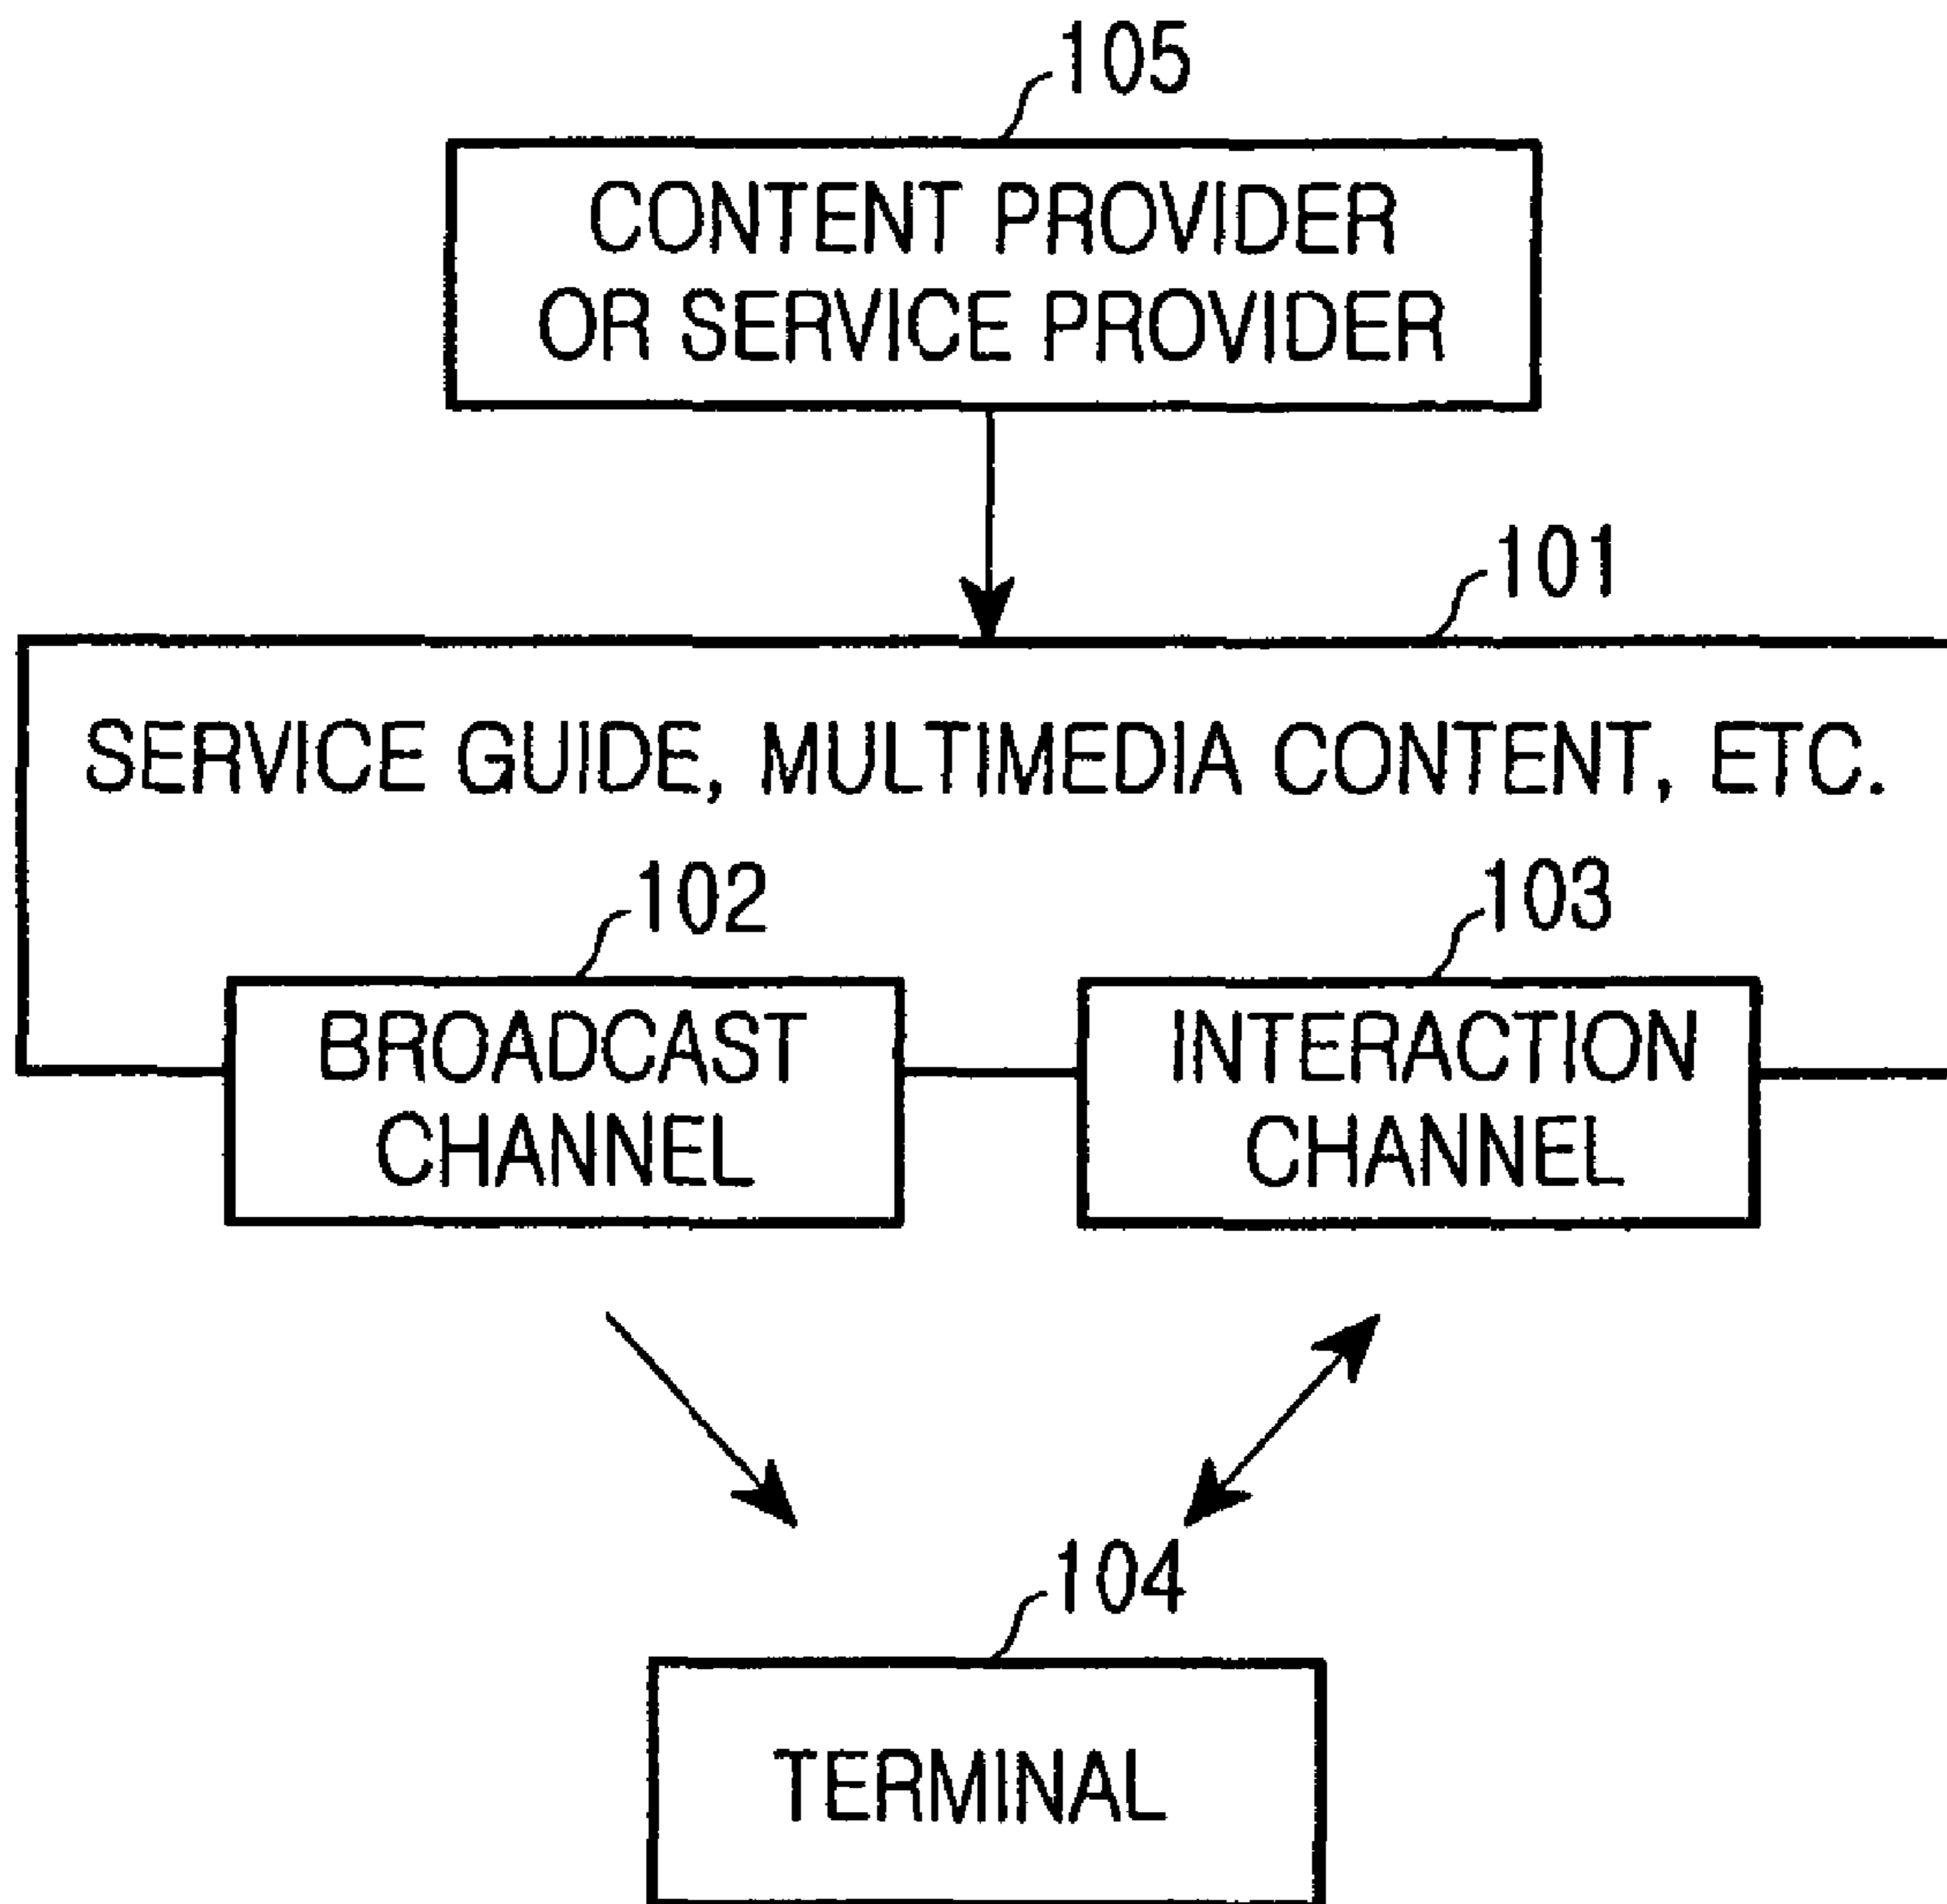 105
CONTENT PROVIDER
OR SERVICE PROVIDER
101
SERVICE GUIDE, MULTIMEDIA CONTENT, ETC.
102
103
BROADCAST
CHANNEL
INTERACTION
CHANNEL
104
TERMINAL